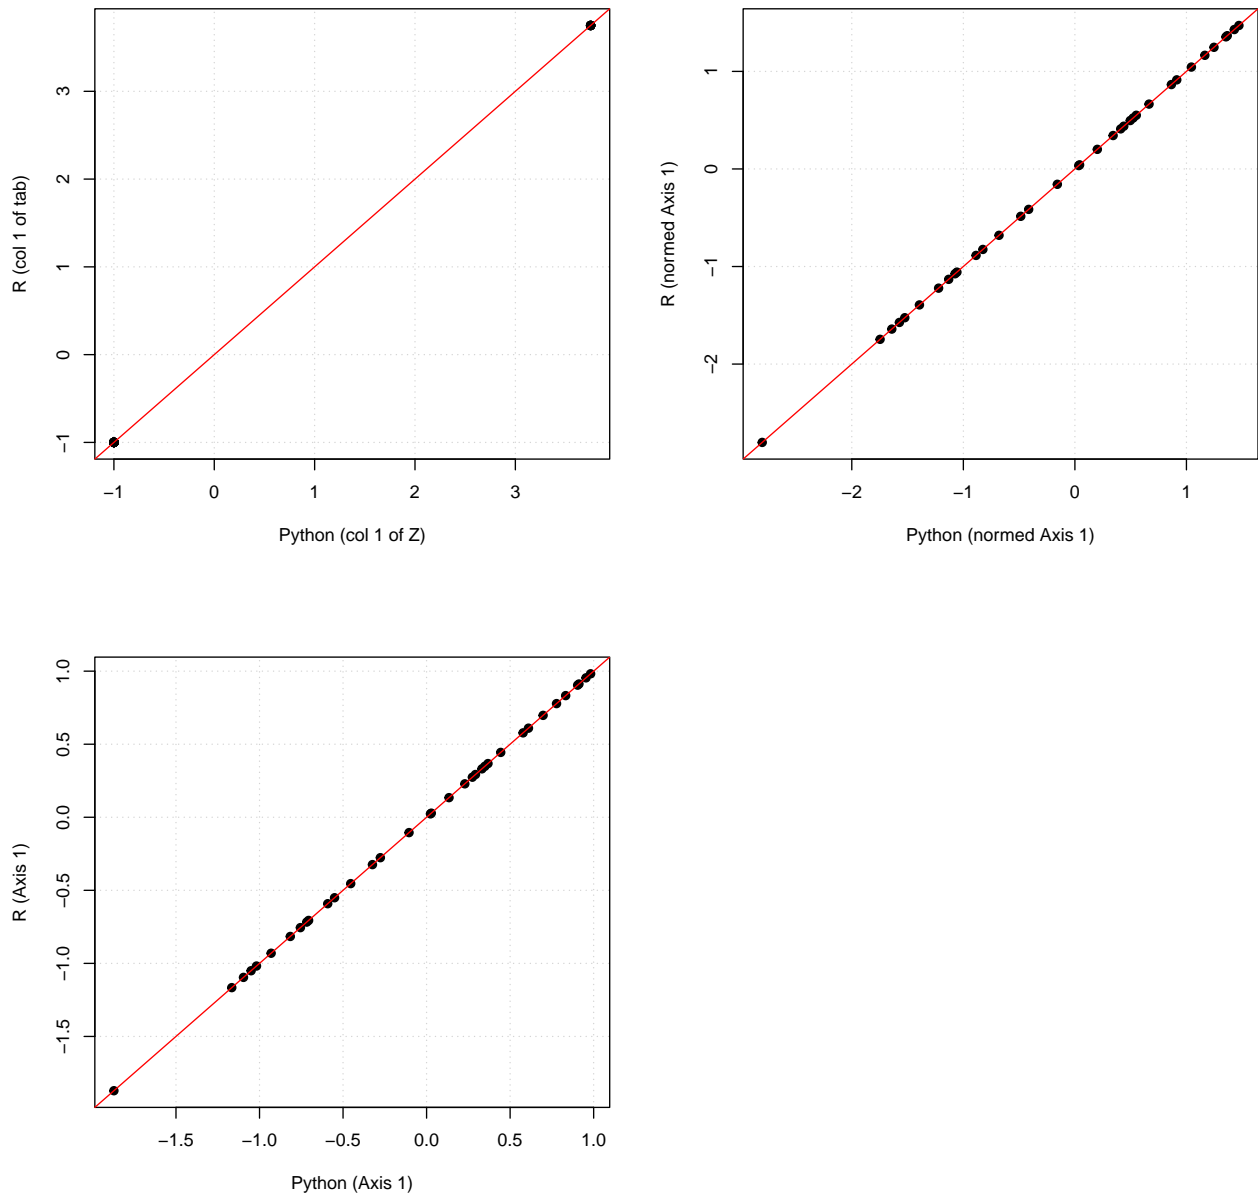 3
2
1
0
−1
R (col 1 of tab)
−1 0 1 2 3
Python (col 1 of Z)
1
0
−1
−2
R (normed Axis 1)
−2 −1 0 1
Python (normed Axis 1)
1.0
0.5
0.0
−0.5
−1.0
−1.5
R (Axis 1)
−1.5 −1.0 −0.5 0.0 0.5 1.0
Python (Axis 1)